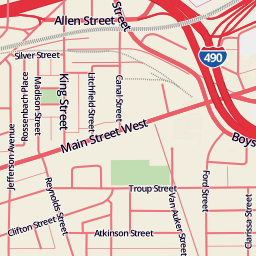 Allen Street
Street
Silver Street
490
Rossenbach Place
Madison Street
King Street
Litchfield Street
Canal Street
Main Street West
Boys
Jefferson Avenue
Troup Street
Reynolds Street
Van Auker Street
Ford Street
Clarissa Street
Clifton Street
Atkinson Street